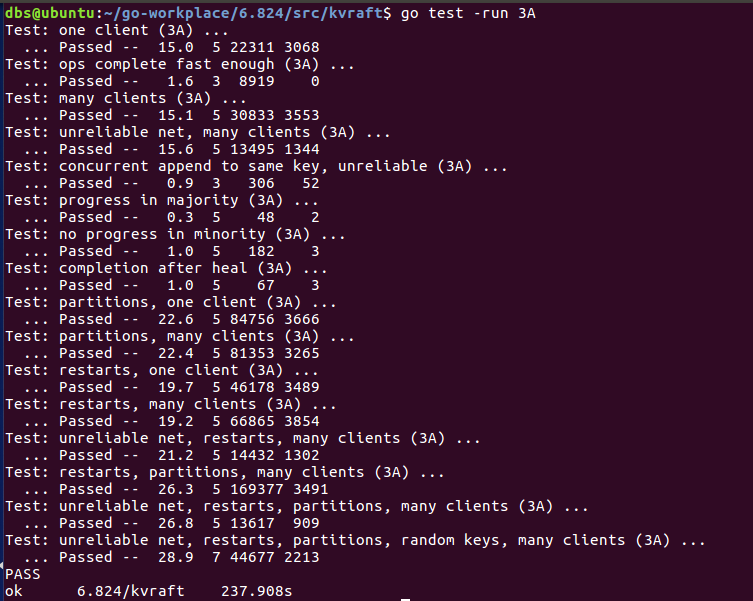 dbs@ubuntu:~/go-workplace/6.824/src/kvraft$ go test -run 3A
Test: one client (3A) ...
  ... Passed --  15.0  5 22311 3068
Test: ops complete fast enough (3A) ...
  ... Passed --   1.6  3  8919    0
Test: many clients (3A) ...
  ... Passed --  15.1  5 30833 3553
Test: unreliable net, many clients (3A) ...
  ... Passed --  15.6  5 13495 1344
Test: concurrent append to same key, unreliable (3A) ...
  ... Passed --   0.9  3   306   52
Test: progress in majority (3A) ...
  ... Passed --   0.3  5    48    2
Test: no progress in minority (3A) ...
  ... Passed --   1.0  5   182    3
Test: completion after heal (3A) ...
  ... Passed --   1.0  5    67    3
Test: partitions, one client (3A) ...
  ... Passed --  22.6  5 84756 3666
Test: partitions, many clients (3A) ...
  ... Passed --  22.4  5 81353 3265
Test: restarts, one client (3A) ...
  ... Passed --  19.7  5 46178 3489
Test: restarts, many clients (3A) ...
  ... Passed --  19.2  5 66865 3854
Test: unreliable net, restarts, many clients (3A) ...
  ... Passed --  21.2  5 14432 1302
Test: restarts, partitions, many clients (3A) ...
  ... Passed --  26.3  5 169377 3491
Test: unreliable net, restarts, partitions, many clients (3A) ...
  ... Passed --  26.8  5 13617  909
Test: unreliable net, restarts, partitions, random keys, many clients (3A) ...
  ... Passed --  28.9  7 44677 2213
PASS
ok      6.824/kvraft    237.908s